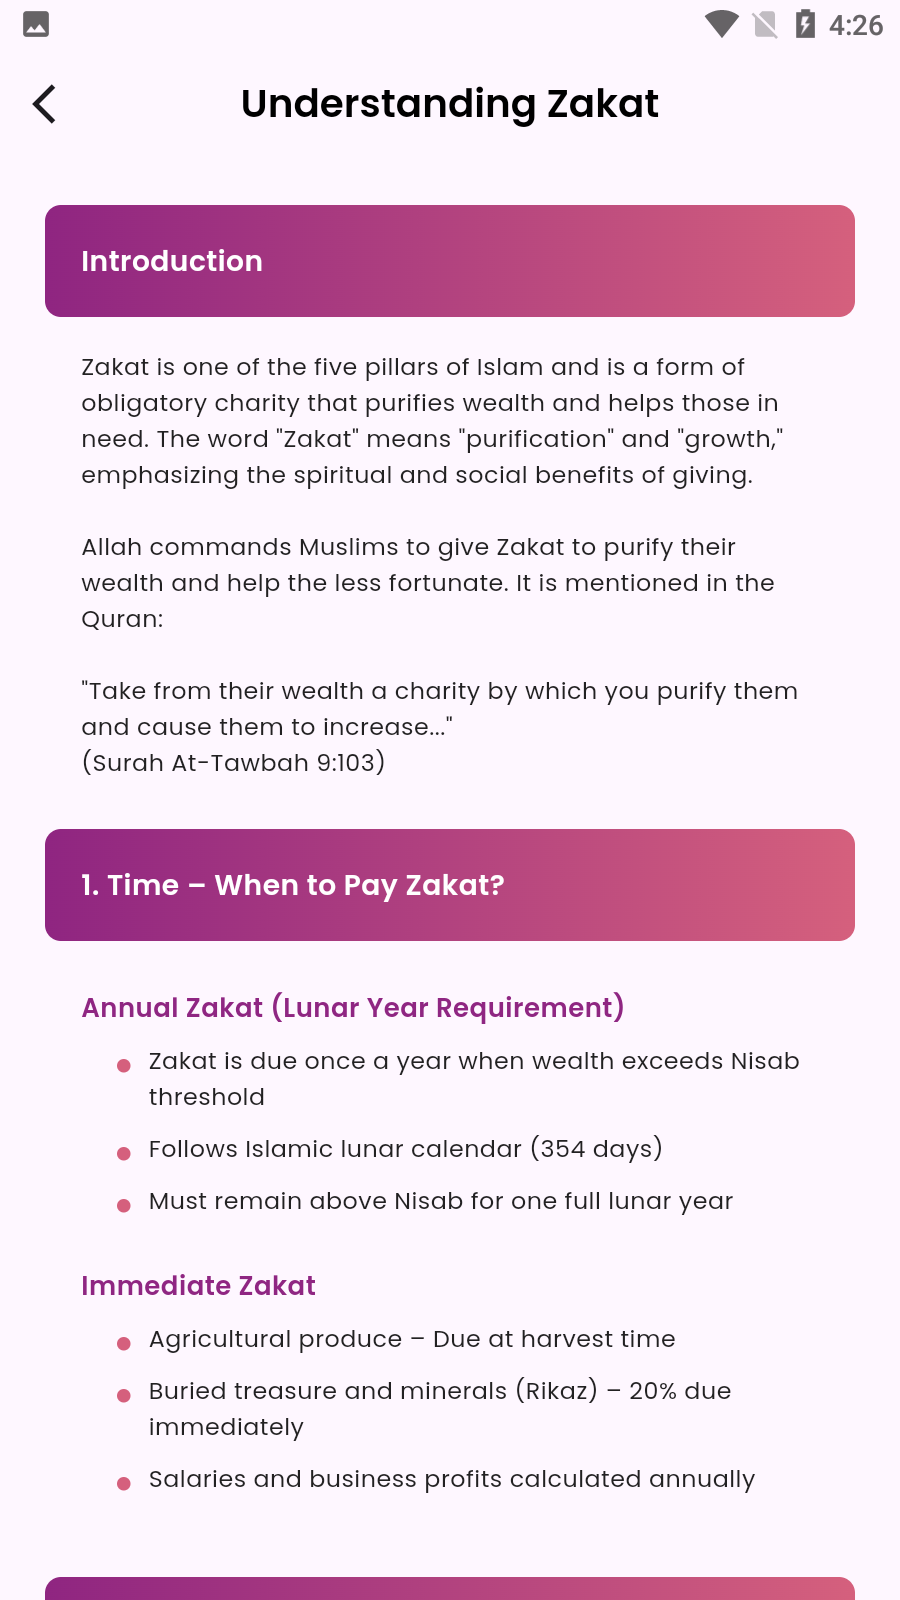 4:26
Understanding Zakat
Introduction
Zakat is one of the five pillars of Islam and is a form of
obligatory charity that purifies wealth and helps those in
need. The word "Zakat" means "purification" and "growth,"
emphasizing the spiritual and social benefits of giving.
Allah commands Muslims to give Zakat to purify their
wealth and help the less fortunate. It is mentioned in the
Quran:
"Take from their wealth a charity by which you purify them
and cause them to increase..."
(Surah At-Tawbah 9:103)
1. Time – When to Pay Zakat?
Annual Zakat (Lunar Year Requirement)
Zakat is due once a year when wealth exceeds Nisab
threshold
Follows Islamic lunar calendar (354 days)
Must remain above Nisab for one full lunar year
Immediate Zakat
Agricultural produce – Due at harvest time
Buried treasure and minerals (Rikaz) – 20% due
immediately
Salaries and business profits calculated annually